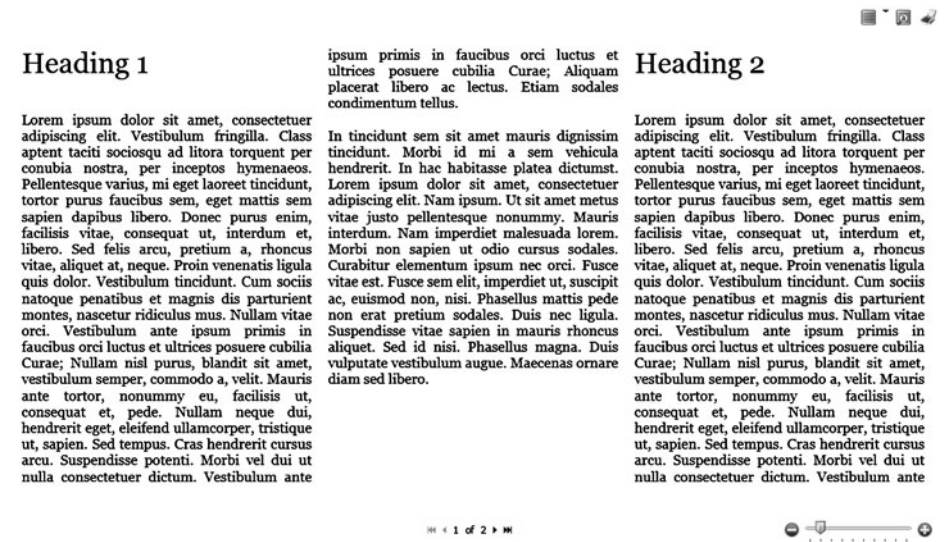 Heading 1
Lorem ipsum dolor sit amet, consectetuer
adipiscing elit. Vestibulum fringilla. Class
aptent taciti sociosqu ad litora torquent per
conubia nostra, per inceptos hymenaeos.
Pellentesque varius, mi eget laoreet tincidunt,
tortor purus faucibus sem, eget mattis sem
sapien dapibus libero. Donec purus enim,
facilisis vitae, consequat ut, interdum et,
libero. Sed felis arcu, pretium a, rhoncus
vitae, aliquet at, neque. Proin venenatis ligula
quis dolor. Vestibulum tincidunt. Cum sociis
natoque penatibus et magnis dis parturient
montes, nascetur ridiculus mus. Nullam vitae
orci. Vestibulum ante ipsum primis in
faucibus orci luctus et ultrices posuere cubilia
Curae; Nullam nisl purus, blandit sit amet,
vestibulum semper, commodo a, velit. Mauris
ante tortor, nonummy eu, facilisis ut,
consequat et, pede. Nullam neque dui,
hendrerit eget, eleifend ullamcorper, tristique
ut, sapien. Sed tempus. Cras hendrerit cursus
arcu. Suspendisse potenti. Morbi vel dui ut
nulla consectetuer dictum. Vestibulum ante
ipsum primis in faucibus orci luctus et
ultrices posuere cubilia Curae; Aliquam
placerat libero ac lectus. Etiam sodales
condimentum tellus.
In tincidunt sem sit amet mauris dignissim
tincidunt. Morbi id mi a sem vehicula
hendrerit. In hac habitasse platea dictumst.
Lorem ipsum dolor sit amet, consectetuer
adipiscing elit. Nam ipsum. Ut sit amet metus
vitae justo pellentesque nonummy. Mauris
interdum. Nam imperdiet malesuada lorem.
Morbi non sapien ut odio cursus sodales.
Curabitur elementum ipsum nec orci. Fusce
vitae est. Fusce sem elit, imperdiet ut, suscipit
ac, euismod non, nisi. Phasellus mattis pede
non erat pretium sodales. Duis nec ligula.
Suspendisse vitae sapien in mauris rhoncus
aliquet. Sed id nisi. Phasellus magna. Duis
vulputate vestibulum augue. Maecenas ornare
diam sed libero.
Heading 2
Lorem ipsum dolor sit amet, consectetuer
adipiscing elit. Vestibulum fringilla. Class
aptent taciti sociosqu ad litora torquent per
conubia nostra, per inceptos hymenaeos.
Pellentesque varius, mi eget laoreet tincidunt,
tortor purus faucibus sem, eget mattis sem
sapien dapibus libero. Donec purus enim,
facilisis vitae, consequat ut, interdum et,
libero. Sed felis arcu, pretium a, rhoncus
vitae, aliquet at, neque. Proin venenatis ligula
quis dolor. Vestibulum tincidunt. Cum sociis
natoque penatibus et magnis dis parturient
montes, nascetur ridiculus mus. Nullam vitae
orci. Vestibulum ante ipsum primis in
faucibus orci luctus et ultrices posuere cubilia
Curae; Nullam nisl purus, blandit sit amet,
vestibulum semper, commodo a, velit. Mauris
ante tortor, nonummy eu, facilisis ut,
consequat et, pede. Nullam neque dui,
hendrerit eget, eleifend ullamcorper, tristique
ut, sapien. Sed tempus. Cras hendrerit cursus
arcu. Suspendisse potenti. Morbi vel dui ut
nulla consectetuer dictum. Vestibulum ante
1 of 2